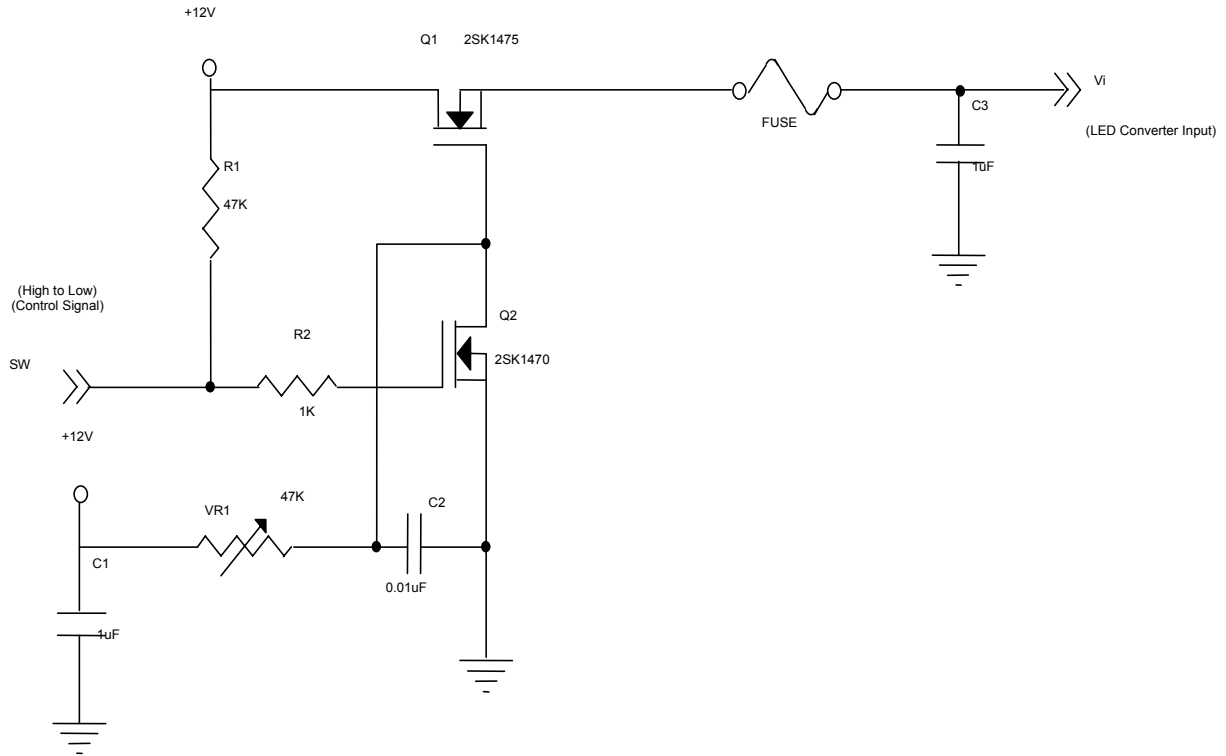 +12V
Q1 2SK1475
Vi
C3
FUSE
(LED Converter Input)
R1
1uF
47K
(High to Low)
(Control Signal)
Q2
R2
2SK1470
SW
1K
+12V
47K
C2
VR1
C1
0.01uF
1uF